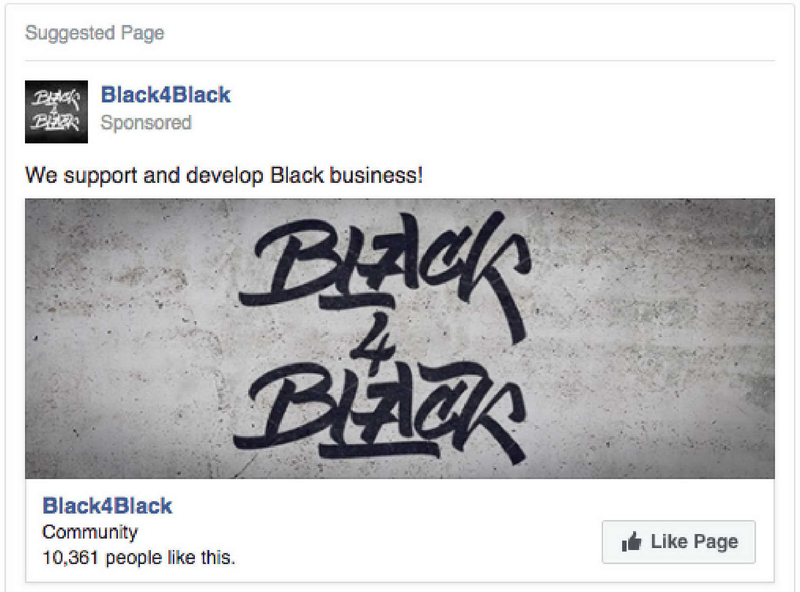 Suggested Page
BLACK
4
BLACK
Black4Black
Sponsored
We support and develop Black business!
BLACK
4
BLACK
Black4Black
Community
10,361 people like this.
Like Page